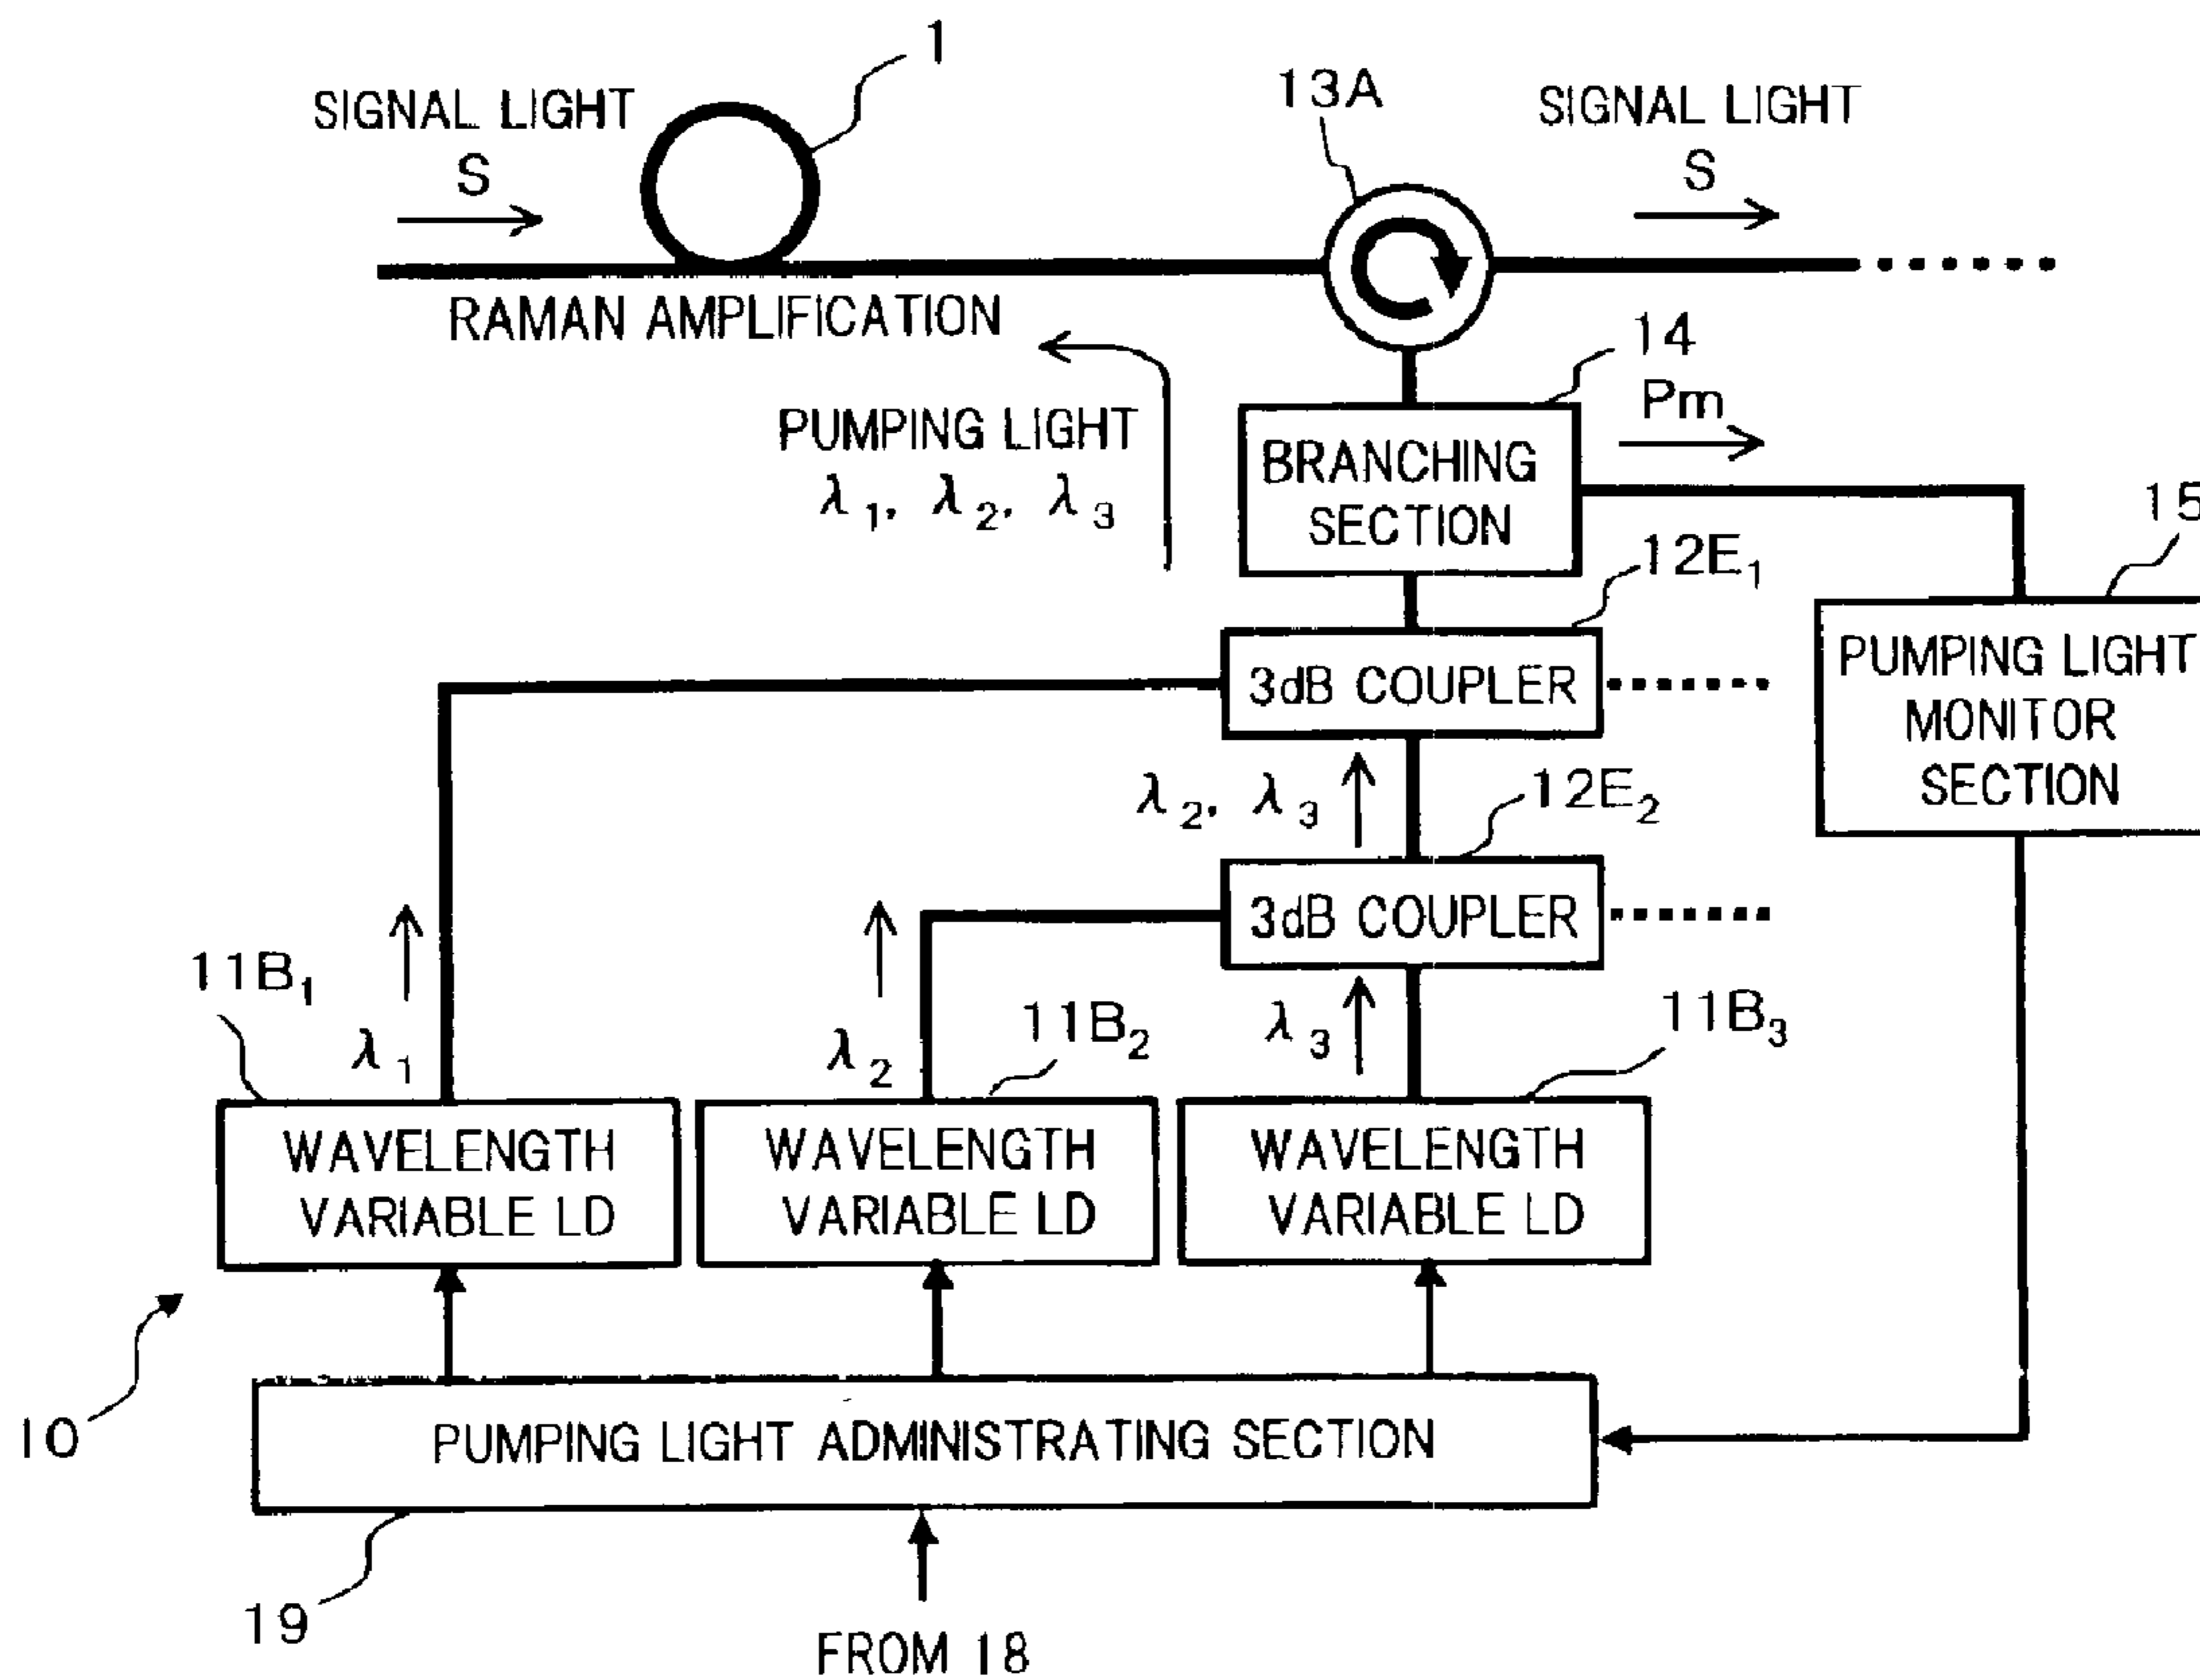 1
SIGNAL LIGHT
S
13A
SIGNAL LIGHT
S
RAMAN AMPLIFICATION
14
Pm
PUMPING LIGHT
λ1, λ2, λ3
BRANCHING
SECTION
15
12E1
3dB COUPLER
PUMPING LIGHT
MONITOR
SECTION
λ2, λ3
12E2
3dB COUPLER
11B1
λ1
λ2
11B2
λ3
11B3
WAVELENGTH
VARIABLE LD
WAVELENGTH
VARIABLE LD
WAVELENGTH
VARIABLE LD
10
PUMPING LIGHT ADMINISTRATING SECTION
19
FROM 18